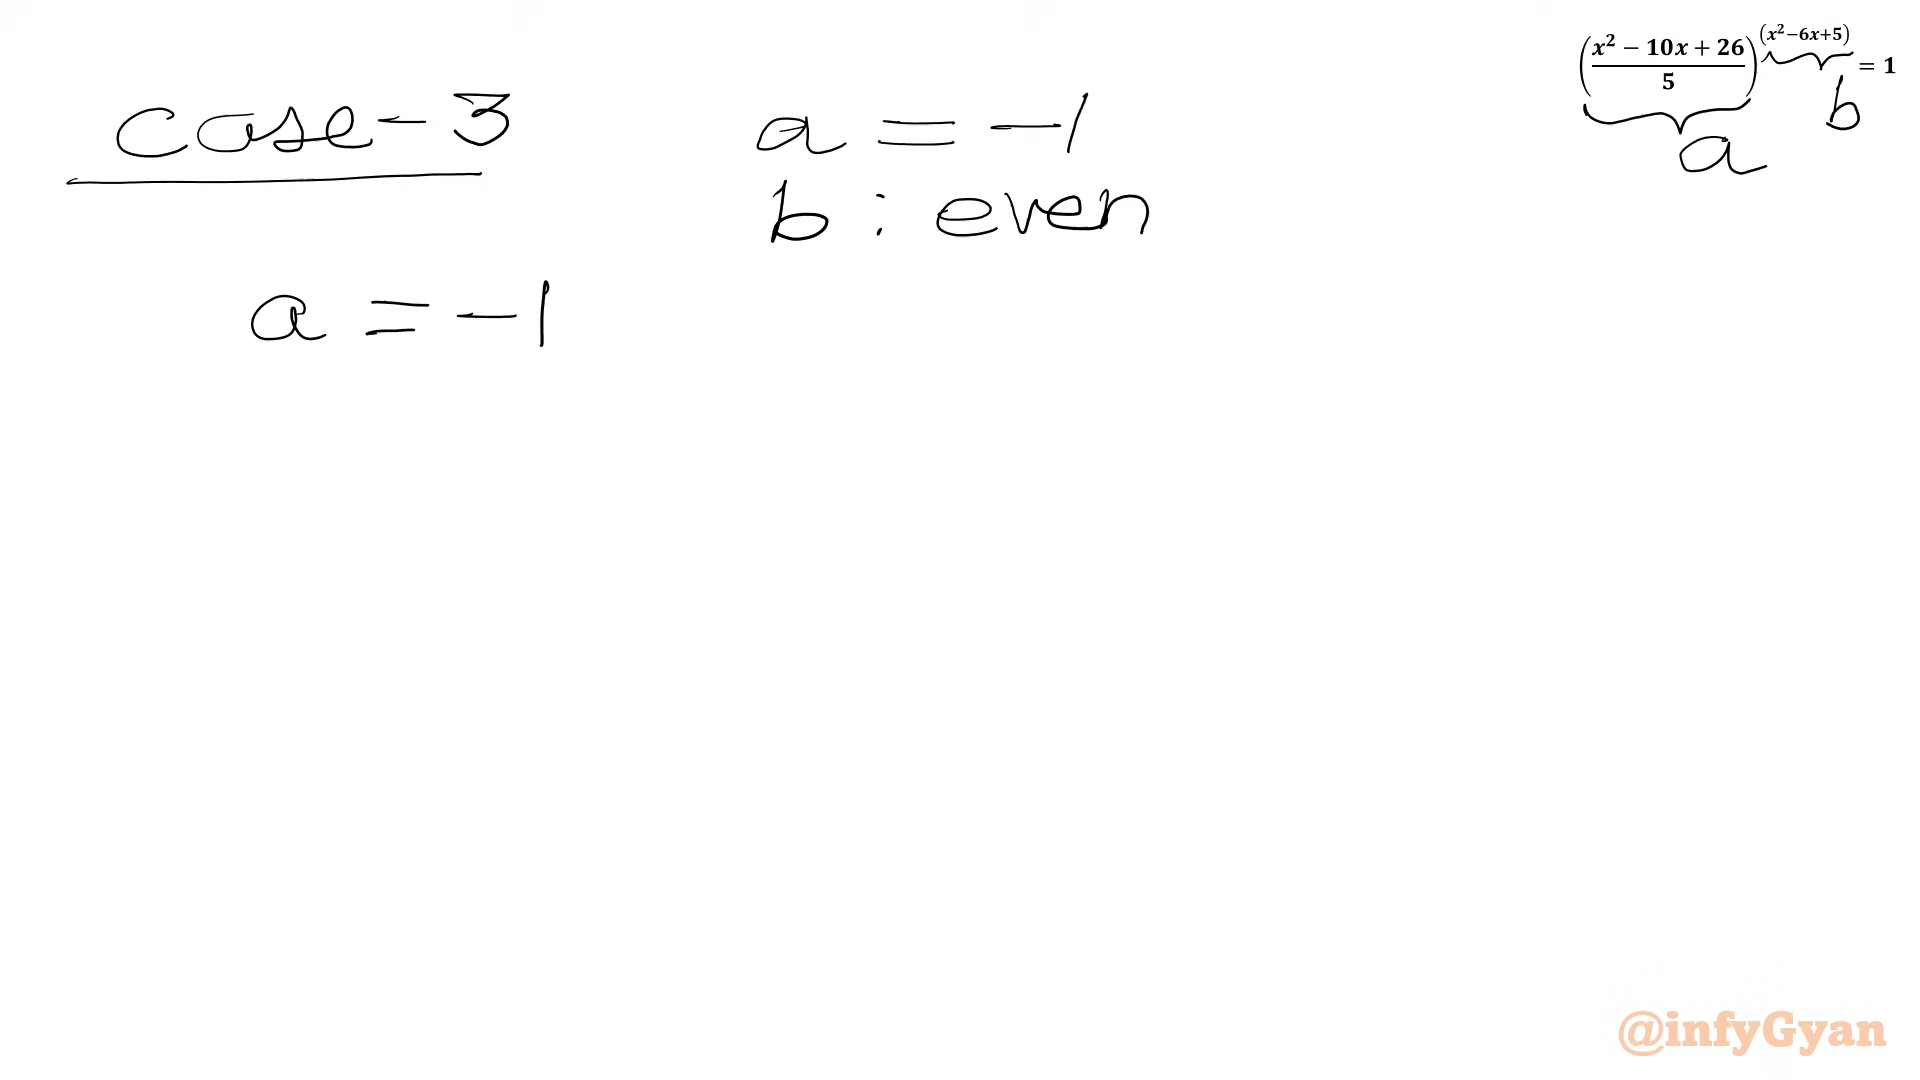 case-3
a = -1
b : even
a = -1
(x² − 10x + 26 / 5)^(x²−6x+5) = 1
a
b
@infyGyan